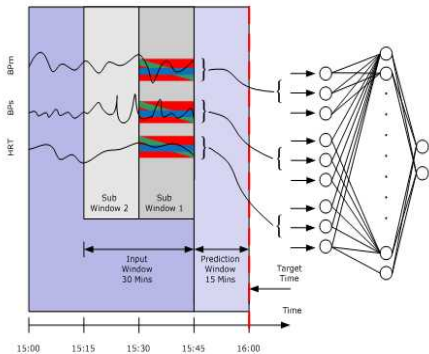 BPm
BPs
HRT
Sub
Window 2
Sub
Window 1
Input
Window
30 Mins
Prediction
Window
15 Mins
Target
Time
Time
15:00
15:15
15:30
15:45
16:00